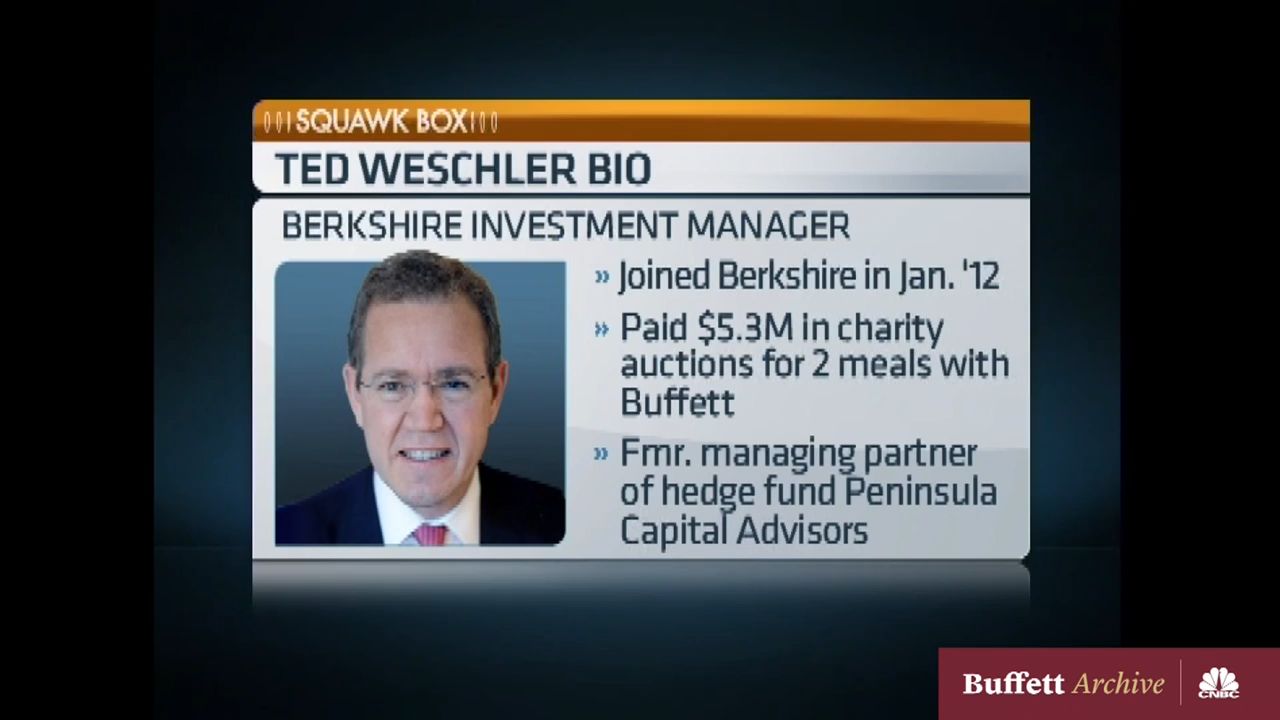 SQUAWK BOX
TED WESCHLER BIO
BERKSHIRE INVESTMENT MANAGER
» Joined Berkshire in Jan. '12
» Paid $5.3M in charity
auctions for 2 meals with
Buffett
» Fmr. managing partner
of hedge fund Peninsula
Capital Advisors
Buffett Archive
CNBC